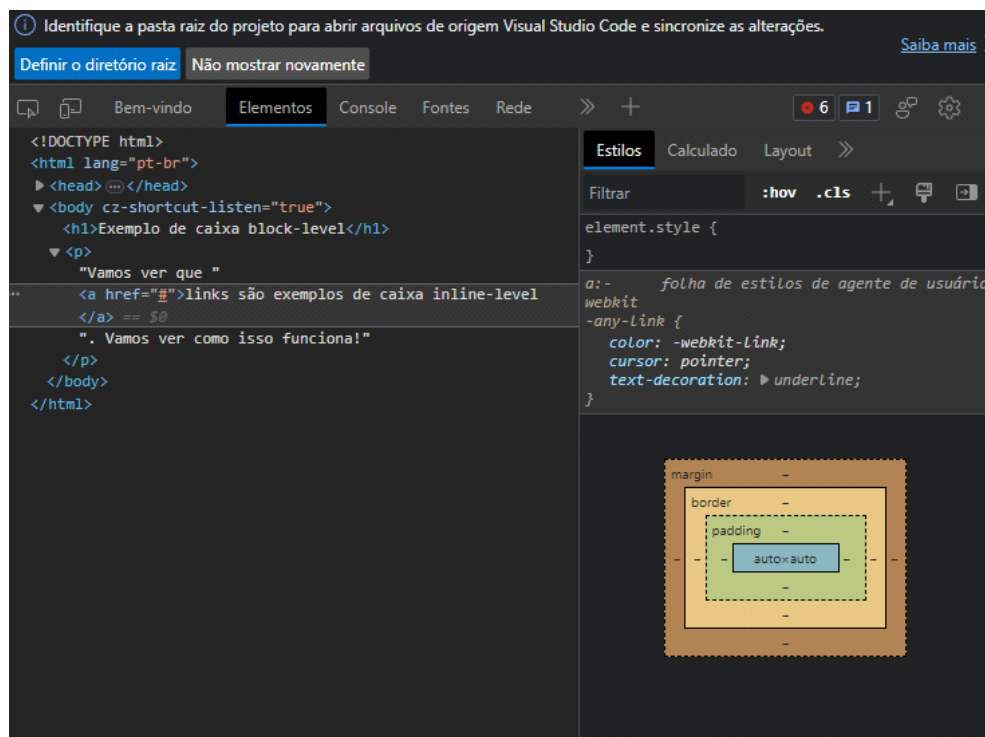 Identifique a pasta raiz do projeto para abrir arquivos de origem Visual Studio Code e sincronize as alterações.
Saiba mais
Definir o diretório raiz Não mostrar novamente
Bem-vindo Elementos Console Fontes Rede 6 1
<!DOCTYPE html>
<html lang="pt-br">
<head>…</head>
<body cz-shortcut-listen="true">
<h1>Exemplo de caixa block-level</h1>
<p>
"Vamos ver que "
<a href="#">links são exemplos de caixa inline-level
</a> == $0
". Vamos ver como isso funciona!"
</p>
</body>
</html>
Estilos Calculado Layout
Filtrar :hov .cls
element.style {
}
a:- folha de estilos de agente de usuário
webkit
-any-link {
color: -webkit-link;
cursor: pointer;
text-decoration: underline;
}
margin -
border -
padding -
- - - auto×auto - - -
-
-
-